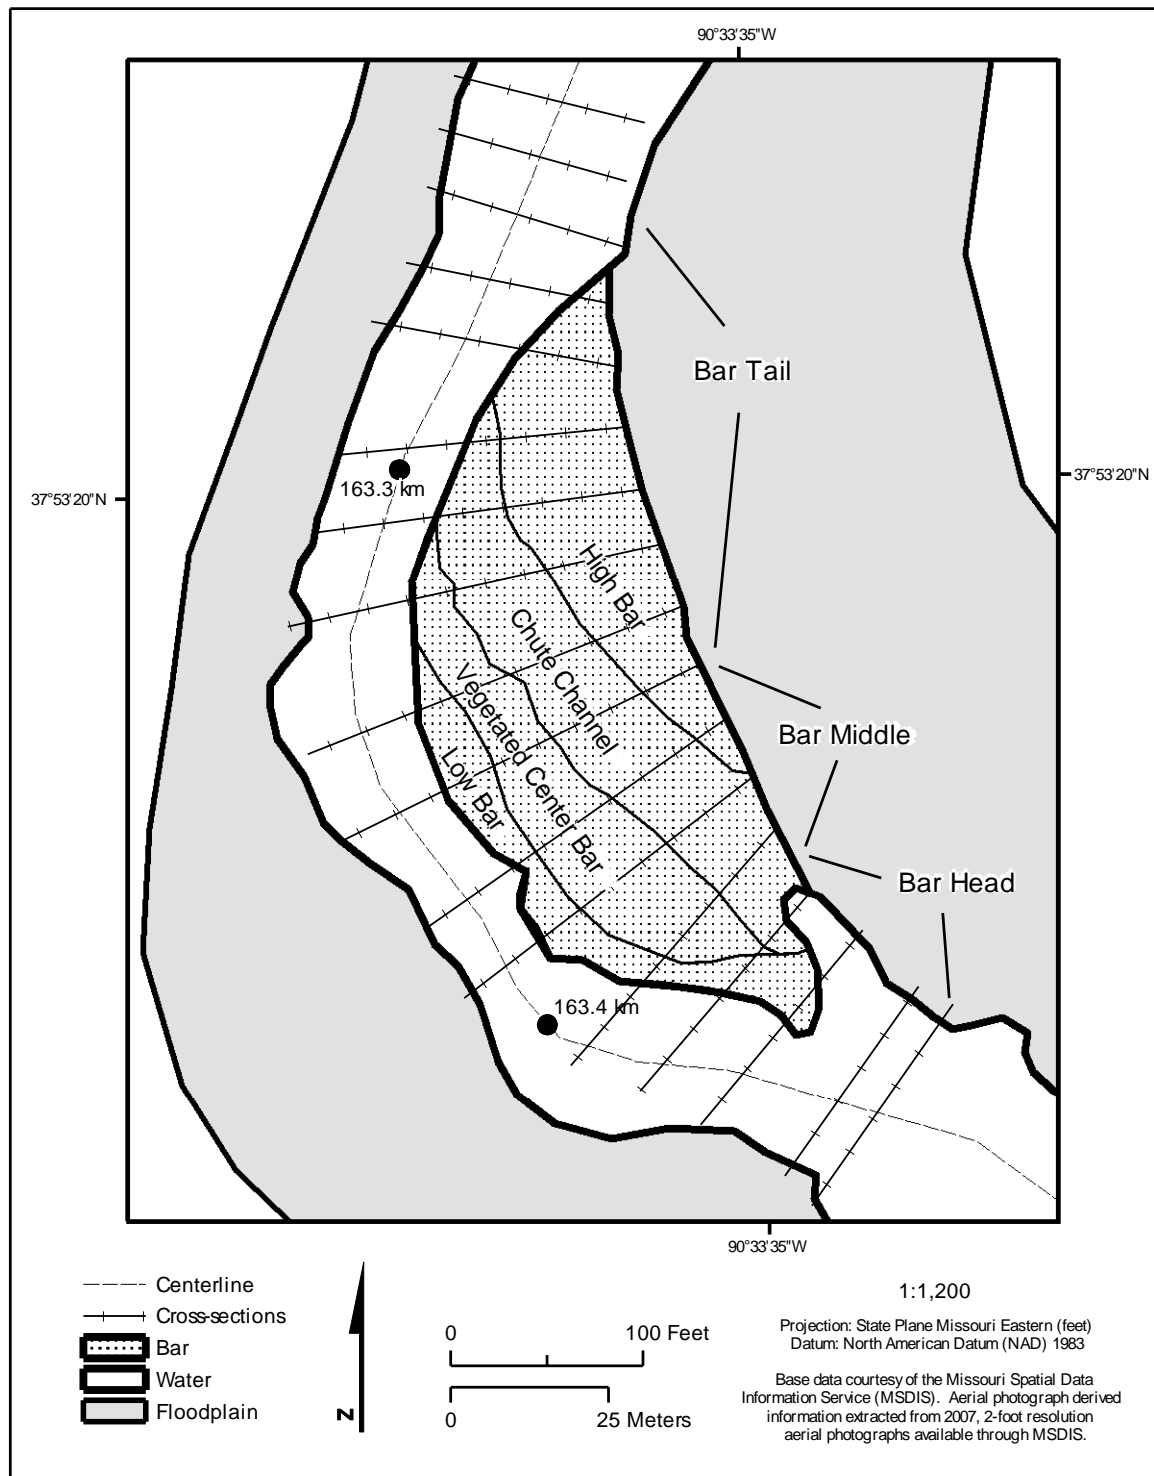 90°33'35"W
Bar Tail
163.3 km
37°53'20"N
37°53'20"N
High Bar
Chute Channel
Vegetated Center Bar
Low Bar
Bar Middle
Bar Head
163.4 km
90°33'35"W
Centerline
Cross-sections
Bar
Water
Floodplain
N
0 100 Feet
0 25 Meters
1:1,200
Projection: State Plane Missouri Eastern (feet)
Datum: North American Datum (NAD) 1983
Base data courtesy of the Missouri Spatial Data
Information Service (MSDIS). Aerial photograph derived
information extracted from 2007, 2-foot resolution
aerial photographs available through MSDIS.